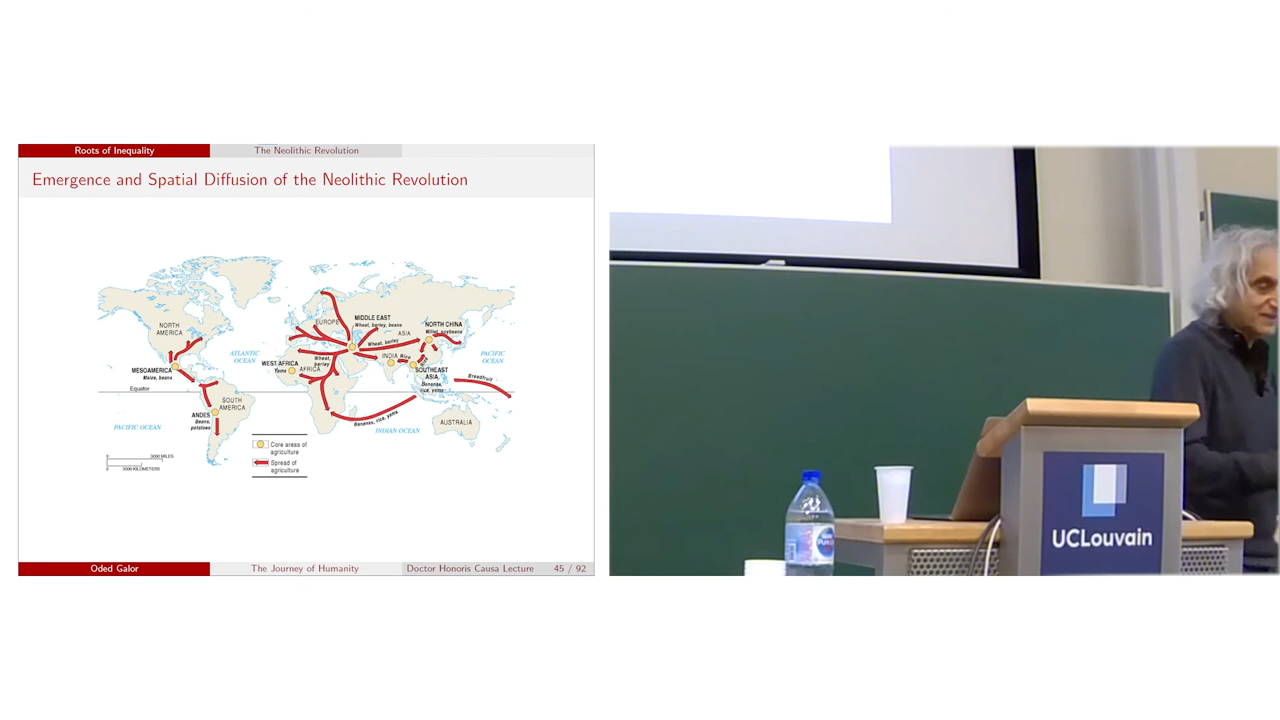 Roots of Inequality
The Neolithic Revolution
Emergence and Spatial Diffusion of the Neolithic Revolution
NORTH
AMERICA
EUROPE
MIDDLE EAST
Wheat, barley, beans
ASIA
NORTH CHINA
Millet, soybeans
Wheat, barley
ATLANTIC
OCEAN
PACIFIC
OCEAN
MESOAMERICA
Maize, beans
WEST AFRICA
Yams
Wheat,
barley
AFRICA
INDIA
Rice
SOUTHEAST
ASIA
Bananas,
rice, yams
Breadfruit
Equator
SOUTH
AMERICA
ANDES
Beans,
potatoes
Bananas, rice, yams
PACIFIC OCEAN
INDIAN OCEAN
AUSTRALIA
Core areas of
agriculture
Spread of
agriculture
0 3000 MILES
0 3000 KILOMETERS
Oded Galor
The Journey of Humanity
Doctor Honoris Causa Lecture
45 / 92
UCLouvain